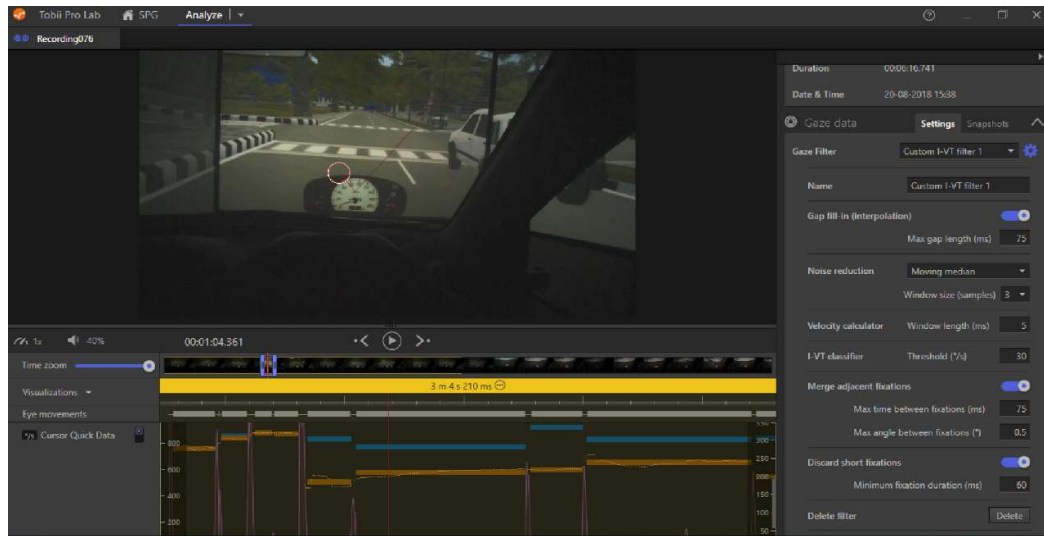 Tobii Pro Lab SPG Analyze
Recording076
Duration 00:06:16.741
Date & Time 20-08-2018 15:38
Gaze data Settings Snapshots
Gaze Filter Custom I-VT filter 1
Name Custom I-VT filter 1
Gap fill-in (interpolation)
Max gap length (ms) 75
Noise reduction Moving median
Window size (samples) 3
Velocity calculator Window length (ms) 5
I-VT classifier Threshold (°/s) 30
Merge adjacent fixations
Max time between fixations (ms) 75
Max angle between fixations (°) 0.5
Discard short fixations
Minimum fixation duration (ms) 60
Delete filter Delete
1x 40% 00:01:04.361
Time zoom
3 m 4 s 210 ms
Visualizations
Eye movements
°/s Cursor Quick Data
800
600
400
200
350
250
200
150
100
50